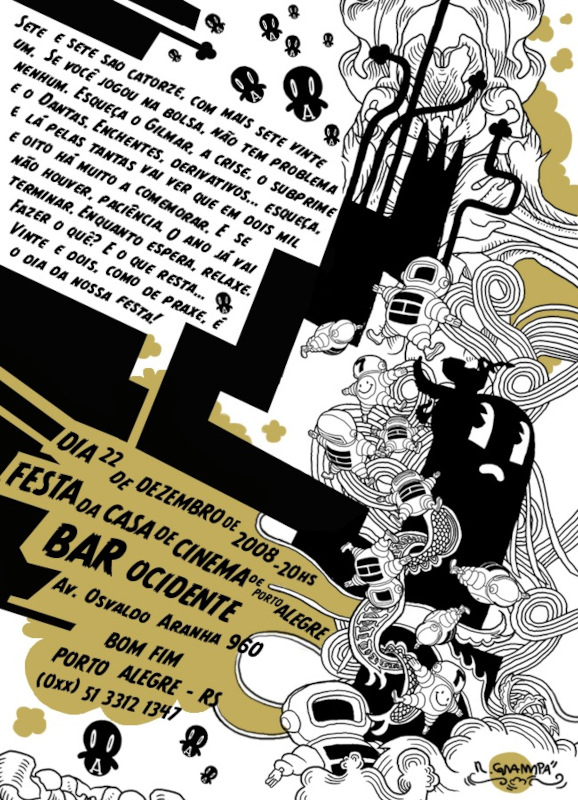 Sete e sete sao catorze, com mais sete vinte
um. Se você jogou na bolsa, não tem problema
nenhum. Esqueça o Gilmar, a crise, o subprime
e o Dantas, Enchentes, derivativos... esqueça,
e lá pelas tantas vai ver que em dois mil
e oito há muito a comemorar. E se
não houver, paciência. O ano já vai
terminar. Enquanto espera, relaxe.
Fazer o quê? É o que resta...
Vinte e dois, como de praxe, é
o dia da nossa festa!
DIA 22 DE DEZEMBRO DE 2008 - 20HS
FESTA DA CASA DE CINEMA DE PORTO ALEGRE
BAR OCIDENTE
Av. Osvaldo Aranha 960
BOM FIM
PORTO ALEGRE - RS
(0xx) 51 3312 1347
R. GRAMPÁ"